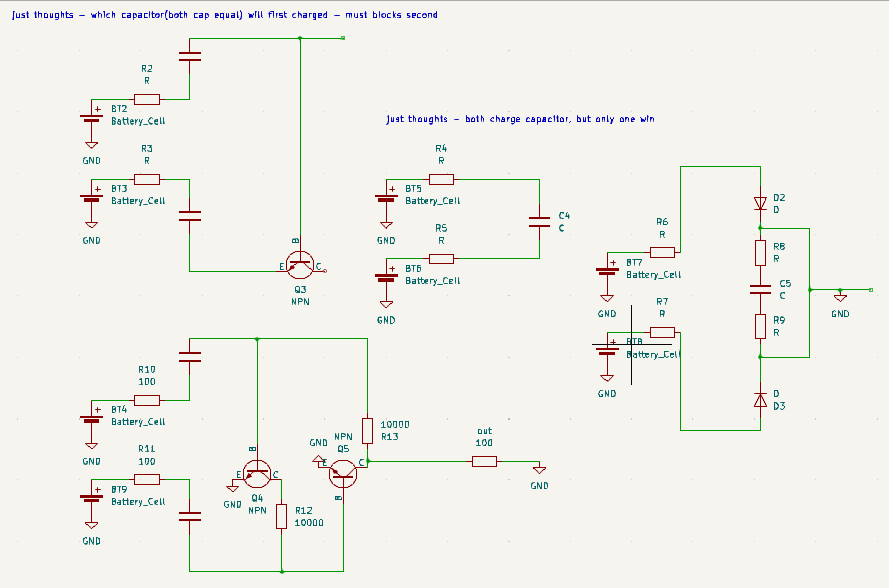 just thoughts - which capacitor(both cap equal) will first charged - must blocks second
R2
R
BT2
Battery_Cell
GND
R3
R
BT3
Battery_Cell
GND
B
E
C
Q3
NPN
just thoughts - both charge capacitor, but only one win
R4
R
BT5
Battery_Cell
GND
R5
R
BT6
Battery_Cell
GND
C4
C
R6
R
BT7
Battery_Cell
GND
R7
R
BT8
Battery_Cell
GND
D2
D
R8
R
C5
C
R9
R
D
D3
GND
R10
100
BT4
Battery_Cell
GND
R11
100
BT9
Battery_Cell
GND
B
E
C
GND
Q4
NPN
R12
10000
GND
NPN
Q5
E
C
B
10000
R13
out
100
GND